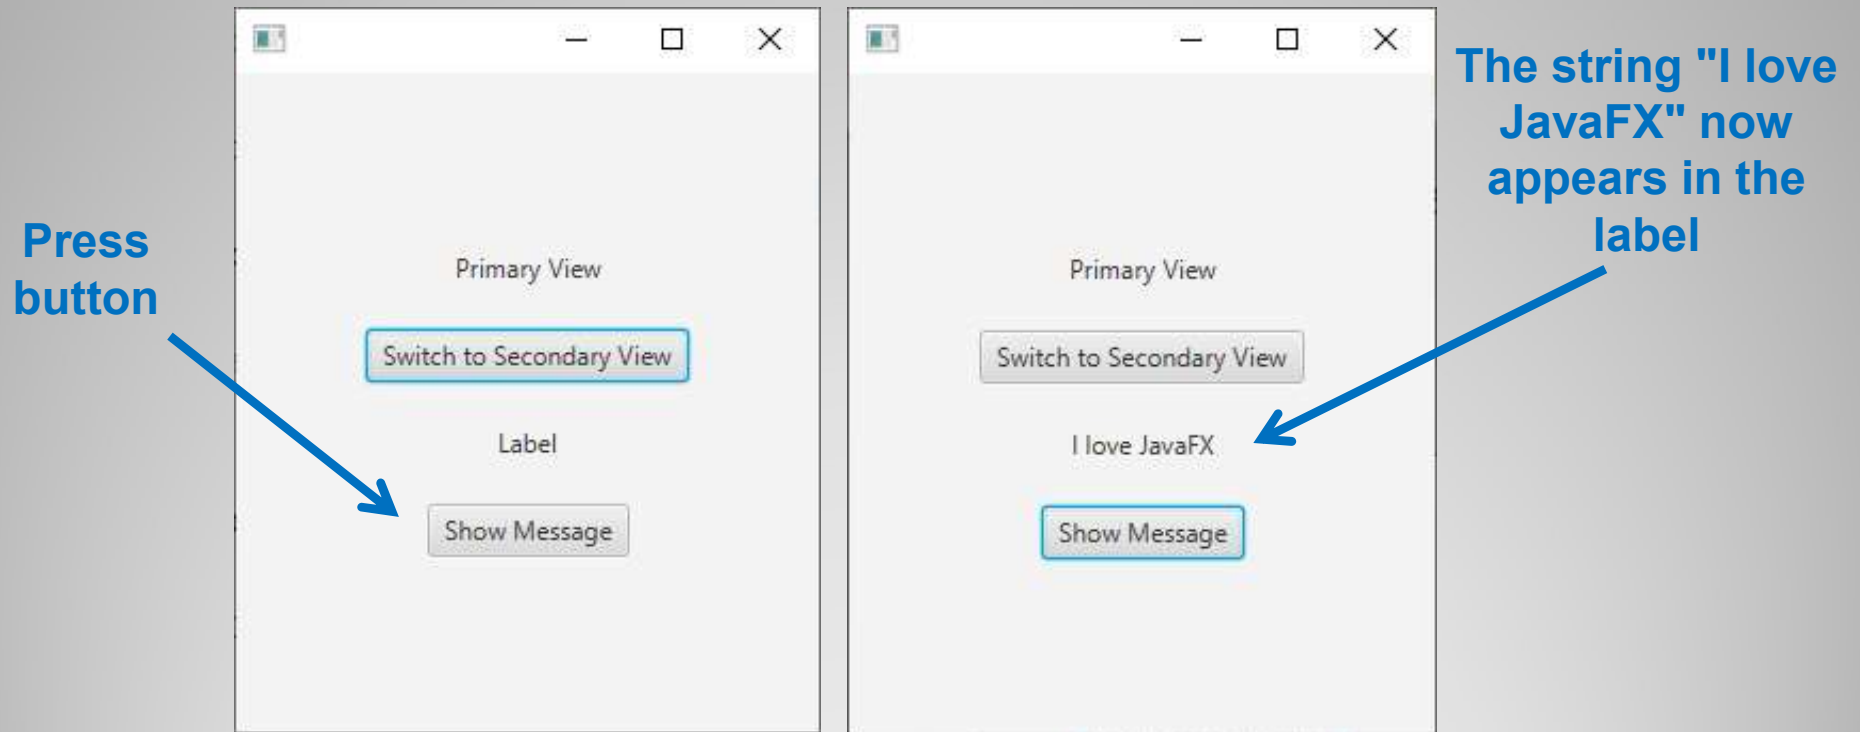 Press
button
Primary View
Switch to Secondary View
Label
Show Message
Primary View
Switch to Secondary View
I love JavaFX
Show Message
The string "I love
JavaFX" now
appears in the
label